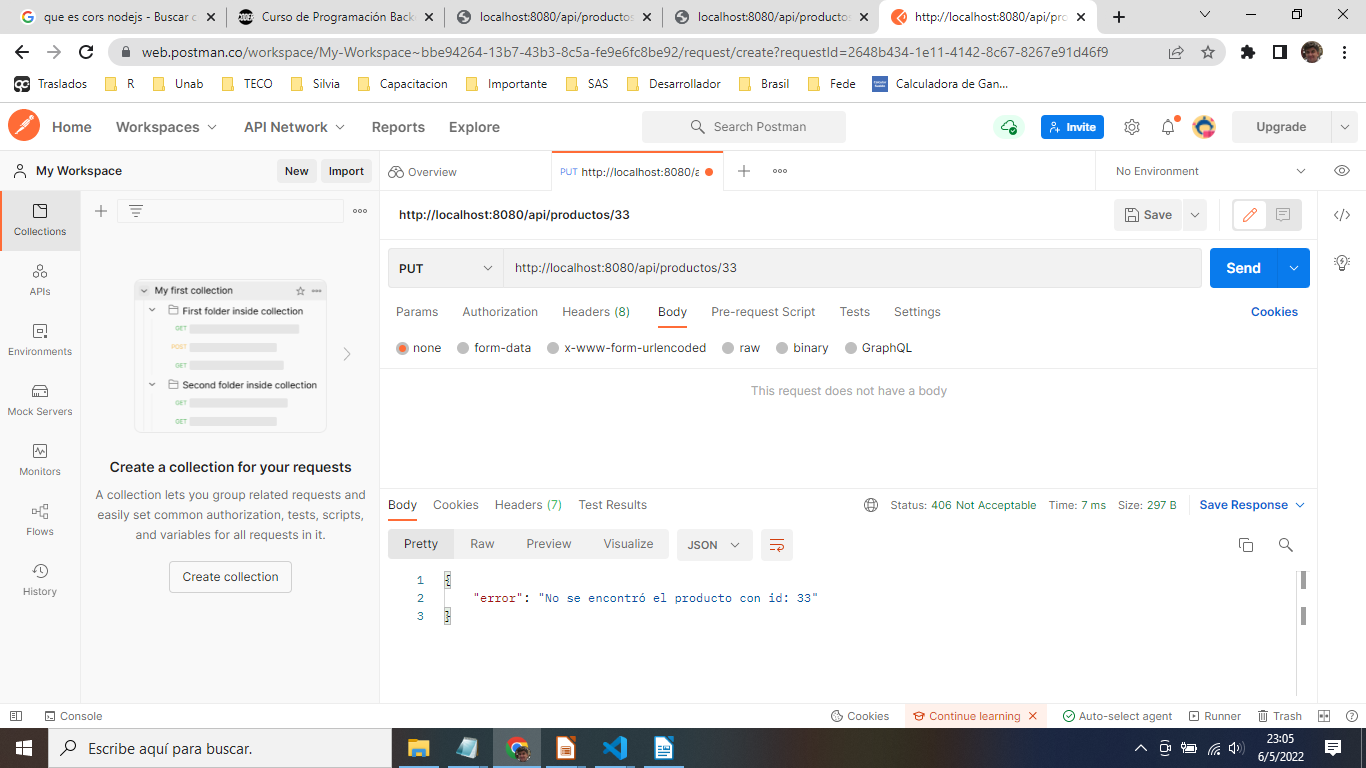 que es cors nodejs - Buscar c
Curso de Programación Back
localhost:8080/api/productos
localhost:8080/api/productos
http://localhost:8080/api/pro
web.postman.co/workspace/My-Workspace~bbe94264-13b7-43b3-8c5a-fe9e6fc8be92/request/create?requestId=2648b434-1e11-4142-8c67-8267e91d46f9
Traslados
R
Unab
TECO
Silvia
Capacitacion
Importante
SAS
Desarrollador
Brasil
Fede
Calculadora de Gan...
Home
Workspaces
API Network
Reports
Explore
Search Postman
Invite
Upgrade
My Workspace
New
Import
Overview
PUT http://localhost:8080/a
No Environment
Collections
APIs
Environments
Mock Servers
Monitors
Flows
History
My first collection
First folder inside collection
GET
POST
GET
Second folder inside collection
GET
GET
Create a collection for your requests
A collection lets you group related requests and
easily set common authorization, tests, scripts,
and variables for all requests in it.
Create collection
http://localhost:8080/api/productos/33
Save
PUT
http://localhost:8080/api/productos/33
Send
Params
Authorization
Headers (8)
Body
Pre-request Script
Tests
Settings
Cookies
none
form-data
x-www-form-urlencoded
raw
binary
GraphQL
This request does not have a body
Body
Cookies
Headers (7)
Test Results
Status: 406 Not Acceptable
Time: 7 ms
Size: 297 B
Save Response
Pretty
Raw
Preview
Visualize
JSON
1 {
2 "error": "No se encontró el producto con id: 33"
3 }
Console
Cookies
Continue learning
Auto-select agent
Runner
Trash
Escribe aquí para buscar.
23:05
6/5/2022